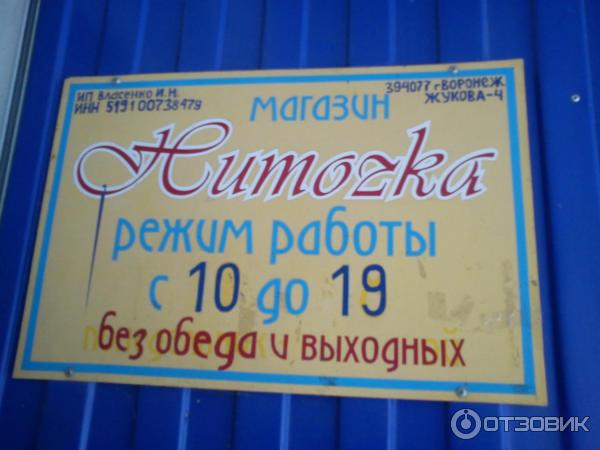 ИП Власенко И.Н.
ИНН 519100738479
394077 г ВОРОНЕЖ
ЖУКОВА-4
магазин
Ниточка
режим работы
с 10 до 19
без обеда и выходных
ОТЗОВИК